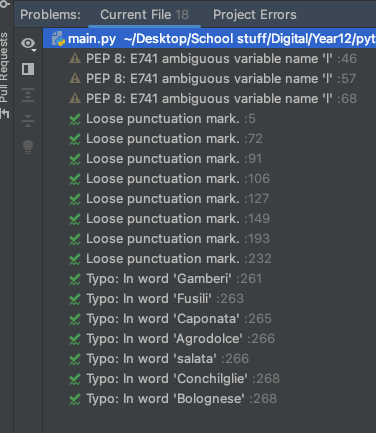 Problems: Current File 18 Project Errors
main.py ~/Desktop/School stuff/Digital/Year12/pyt
PEP 8: E741 ambiguous variable name 'l' :46
PEP 8: E741 ambiguous variable name 'l' :57
PEP 8: E741 ambiguous variable name 'l' :68
Loose punctuation mark. :5
Loose punctuation mark. :72
Loose punctuation mark. :91
Loose punctuation mark. :106
Loose punctuation mark. :127
Loose punctuation mark. :149
Loose punctuation mark. :193
Loose punctuation mark. :232
Typo: In word 'Gamberi' :261
Typo: In word 'Fusili' :263
Typo: In word 'Caponata' :265
Typo: In word 'Agrodolce' :266
Typo: In word 'salata' :266
Typo: In word 'Conchilglie' :268
Typo: In word 'Bolognese' :268
Pull Requests